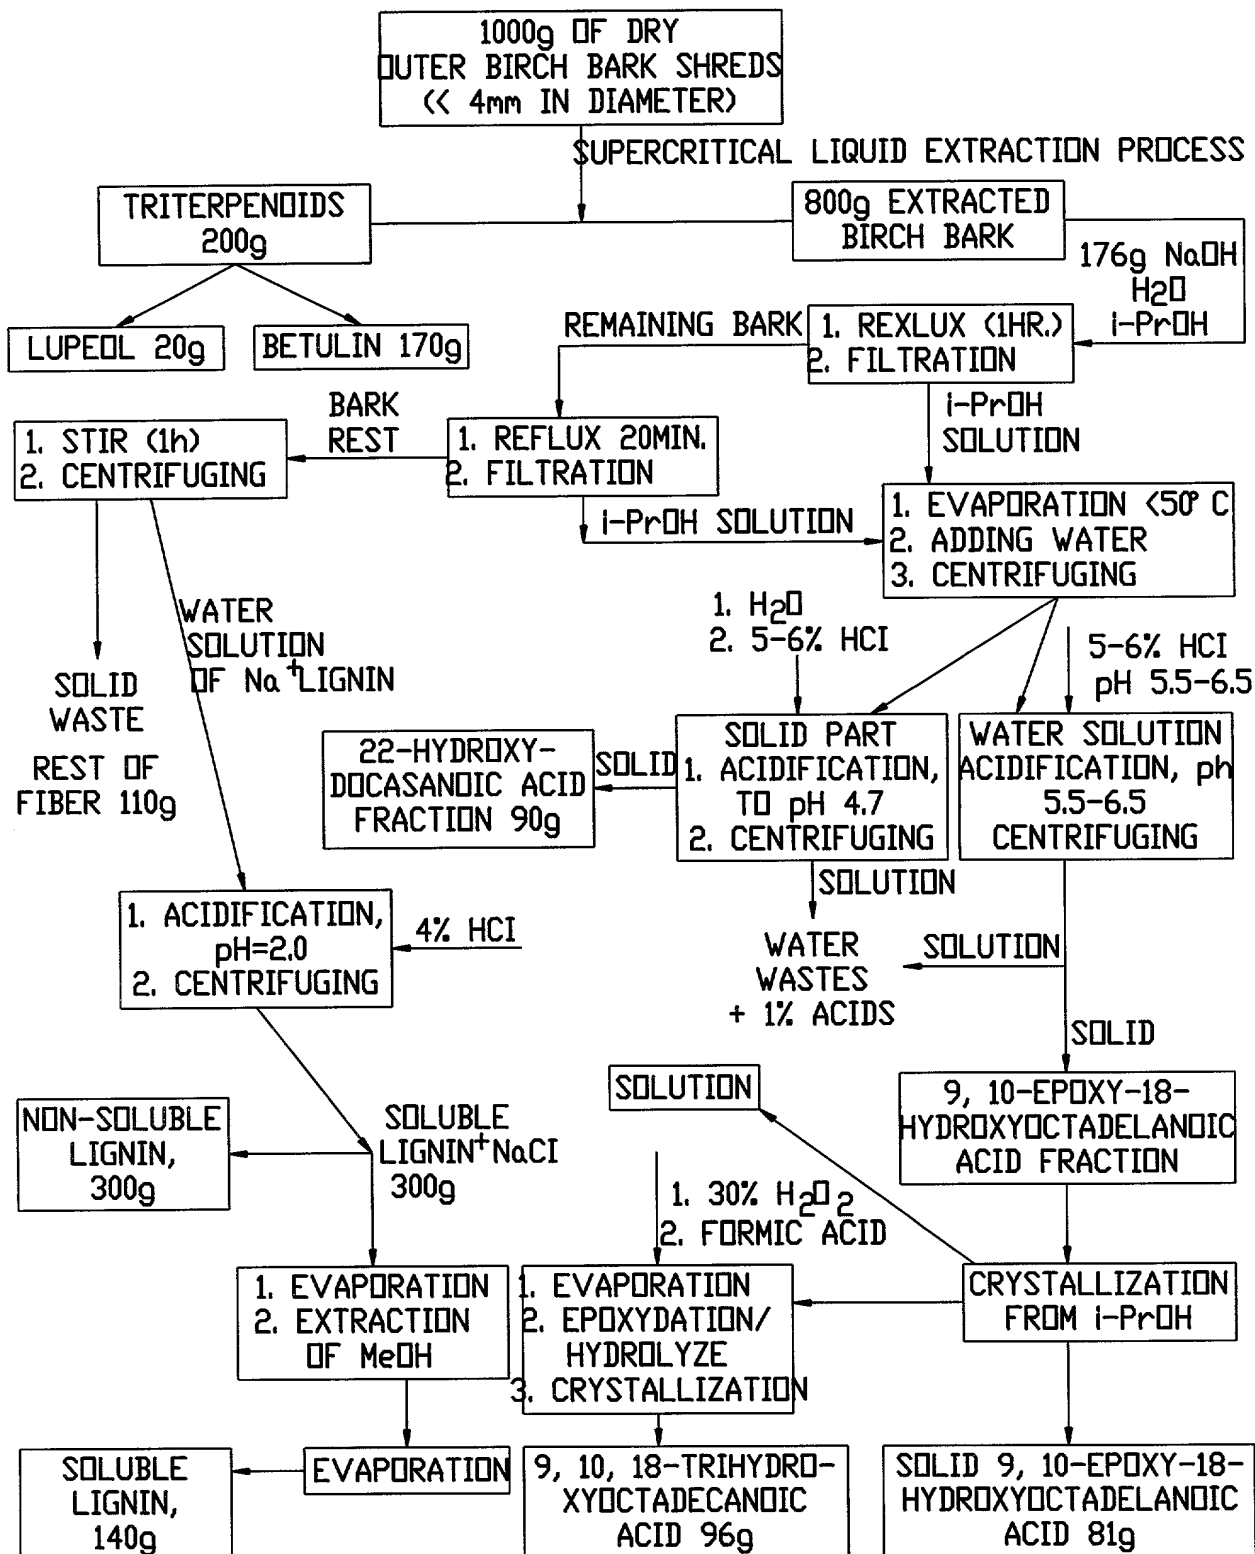 1000g OF DRY
OUTER BIRCH BARK SHREDS
(<< 4mm IN DIAMETER)
SUPERCRITICAL LIQUID EXTRACTION PROCESS
TRITERPENOIDS
200g
800g EXTRACTED
BIRCH BARK
176g NaOH
H2O
i-PrOH
LUPEOL 20g
BETULIN 170g
REMAINING BARK
1. REXLUX (1HR.)
2. FILTRATION
BARK
REST
i-PrOH
SOLUTION
1. STIR (1h)
2. CENTRIFUGING
1. REFLUX 20MIN.
2. FILTRATION
i-PrOH SOLUTION
1. EVAPORATION <50° C
2. ADDING WATER
3. CENTRIFUGING
WATER
SOLUTION
OF Na+LIGNIN
1. H2O
2. 5-6% HCl
5-6% HCl
pH 5.5-6.5
SOLID
WASTE
REST OF
FIBER 110g
22-HYDROXY-
DOCASANOIC ACID
FRACTION 90g
SOLID
SOLID PART
1. ACIDIFICATION,
TO pH 4.7
2. CENTRIFUGING
WATER SOLUTION
ACIDIFICATION, ph
5.5-6.5
CENTRIFUGING
SOLUTION
1. ACIDIFICATION,
pH=2.0
2. CENTRIFUGING
4% HCl
WATER
WASTES
+ 1% ACIDS
SOLUTION
SOLID
SOLUTION
9, 10-EPOXY-18-
HYDROXYOCTADELANOIC
ACID FRACTION
NON-SOLUBLE
LIGNIN,
300g
SOLUBLE
LIGNIN+NaCl
300g
1. 30% H2O2
2. FORMIC ACID
1. EVAPORATION
2. EXTRACTION
OF MeOH
1. EVAPORATION
2. EPOXYDATION/
HYDROLYZE
3. CRYSTALLIZATION
CRYSTALLIZATION
FROM i-PrOH
SOLUBLE
LIGNIN,
140g
EVAPORATION
9, 10, 18-TRIHYDRO-
XYOCTADECANOIC
ACID 96g
SOLID 9, 10-EPOXY-18-
HYDROXYOCTADELANOIC
ACID 81g